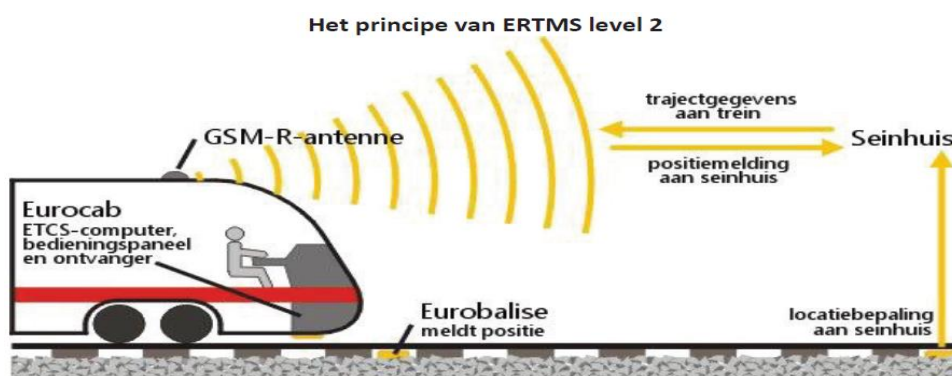 Het principe van ERTMS level 2
trajectgegevens
aan trein
GSM-R-antenne
Seinhuis
positiemelding
aan seinhuis
Eurocab
ETCS-computer,
bedieningspaneel
en ontvanger
Eurobalise
meldt positie
locatiebepaling
aan seinhuis